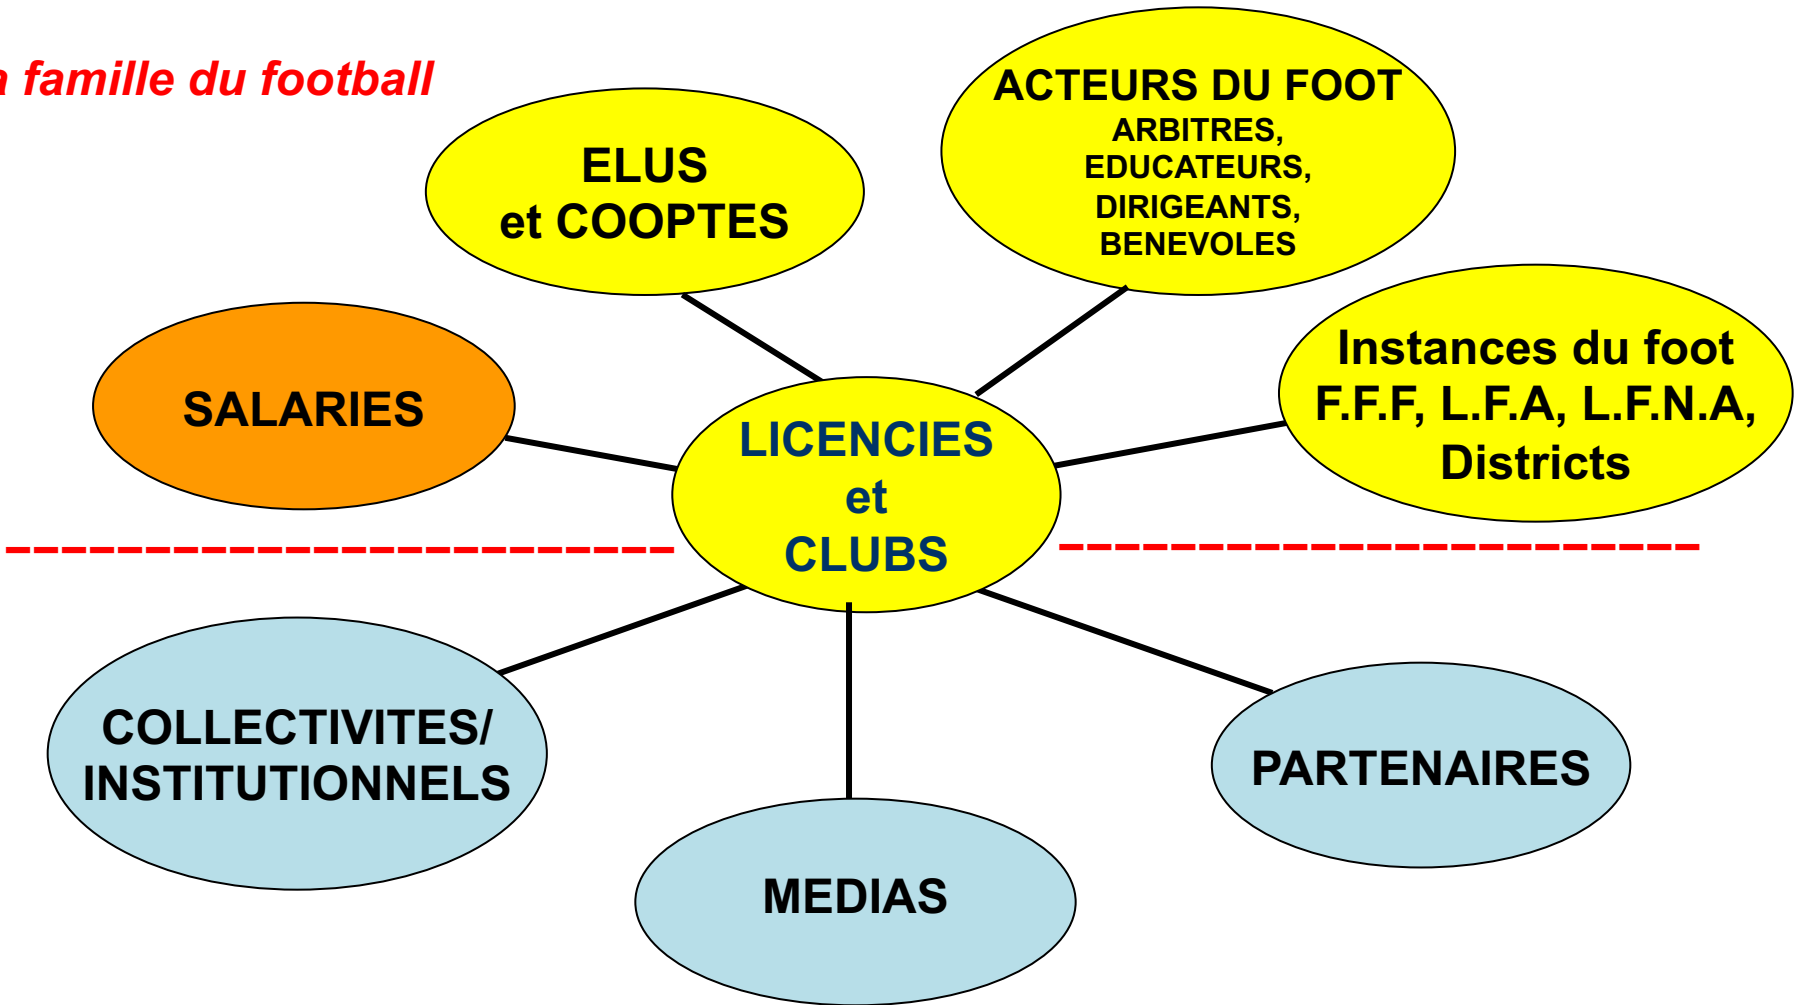 a famille du football
ACTEURS DU FOOT
ARBITRES,
EDUCATEURS,
DIRIGEANTS,
BENEVOLES
ELUS
et COOPTES
Instances du foot
F.F.F, L.F.A, L.F.N.A,
Districts
SALARIES
LICENCIES
et
CLUBS
COLLECTIVITES/
INSTITUTIONNELS
PARTENAIRES
MEDIAS